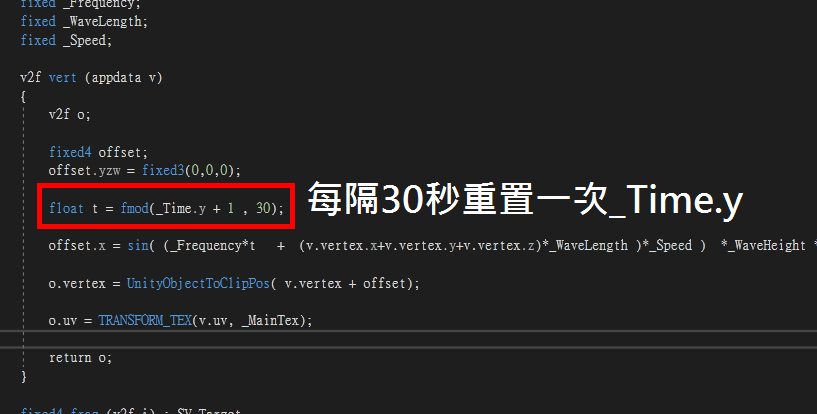 fixed _Frequency;
fixed _WaveLength;
fixed _Speed;
v2f vert (appdata v)
{
v2f o;
fixed4 offset;
offset.yzw = fixed3(0,0,0);
float t = fmod(_Time.y + 1 , 30);
每隔30秒重置一次_Time.y
offset.x = sin( (_Frequency*t + (v.vertex.x+v.vertex.y+v.vertex.z)*_WaveLength )*_Speed ) *_WaveHeight *
o.vertex = UnityObjectToClipPos( v.vertex + offset);
o.uv = TRANSFORM_TEX(v.uv, _MainTex);
return o;
}
fixed4 frag (v2f i) : SV_Target